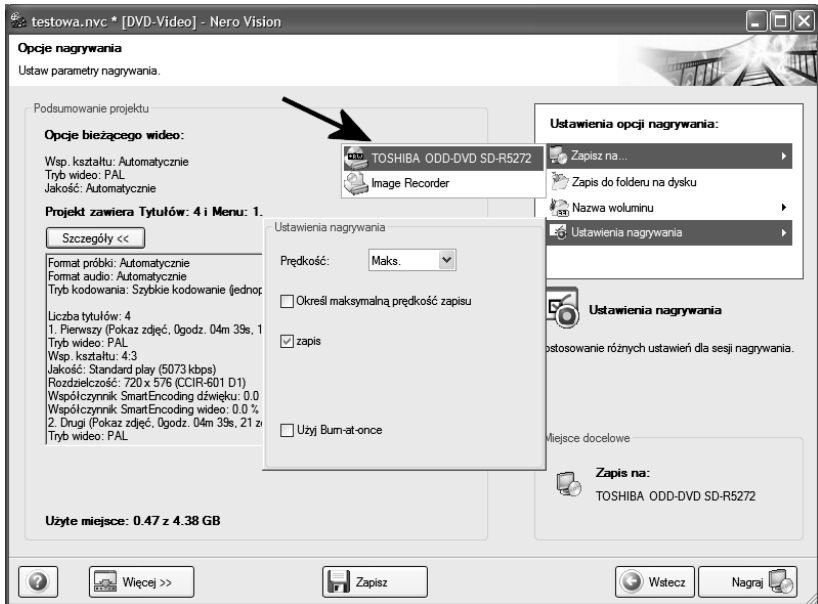 testowa.nvc * [DVD-Video] - Nero Vision
Opcje nagrywania
Ustaw parametry nagrywania.
Podsumowanie projektu
Opcje bieżącego wideo:
Wsp. kształtu: Automatycznie
Tryb wideo: PAL
Jakość: Automatycznie
Projekt zawiera Tytułów: 4 i Menu: 1.
Szczegóły <<
Format próbki: Automatycznie
Format audio: Automatycznie
Tryb kodowania: Szybkie kodowanie (jednop
Liczba tytułów: 4
1. Pierwszy (Pokaz zdjęć, 0godz. 04m 39s, 1
Tryb wideo: PAL
Wsp. kształtu: 4:3
Jakość: Standard play (5073 kbps)
Rozdzielczość: 720 x 576 (CCIR-601 D1)
Współczynnik SmartEncoding dźwięku: 0.0
Współczynnik SmartEncoding wideo: 0.0 %
2. Drugi (Pokaz zdjęć, 0godz. 04m 39s, 21 z
Tryb wideo: PAL
Użyte miejsce: 0.47 z 4.38 GB
TOSHIBA ODD-DVD SD-R5272
Image Recorder
Ustawienia nagrywania
Prędkość: Maks.
Określ maksymalną prędkość zapisu
zapis
Użyj Burn-at-once
Ustawienia opcji nagrywania:
Zapisz na...
Zapis do folderu na dysku
Nazwa woluminu
Ustawienia nagrywania
Ustawienia nagrywania
ostosowanie różnych ustawień dla sesji nagrywania.
Miejsce docelowe
Zapis na:
TOSHIBA ODD-DVD SD-R5272
Więcej >>
Zapisz
Wstecz
Nagraj